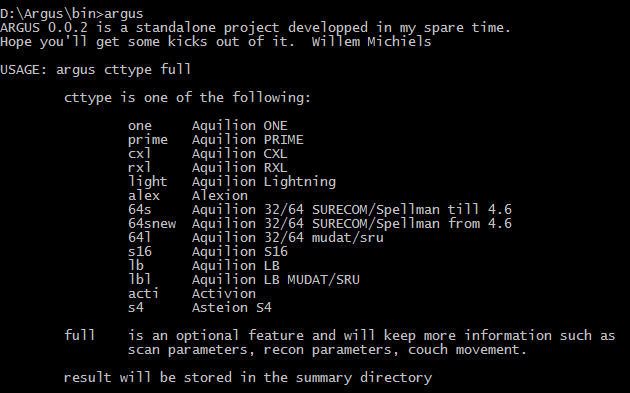 D:\Argus\bin>argus
ARGUS 0.0.2 is a standalone project developped in my spare time.
Hope you'll get some kicks out of it.  Willem Michiels
USAGE: argus cttype full
cttype is one of the following:
one     Aquilion ONE
prime   Aquilion PRIME
cxl     Aquilion CXL
rxl     Aquilion RXL
light   Aquilion Lightning
alex    Alexion
64s     Aquilion 32/64 SURECOM/Spellman till 4.6
64snew  Aquilion 32/64 SURECOM/Spellman from 4.6
64l     Aquilion 32/64 mudat/sru
s16     Aquilion S16
lb      Aquilion LB
lbl     Aquilion LB MUDAT/SRU
acti    Activion
s4      Asteion S4
full    is an optional feature and will keep more information such as
scan parameters, recon parameters, couch movement.
result will be stored in the summary directory